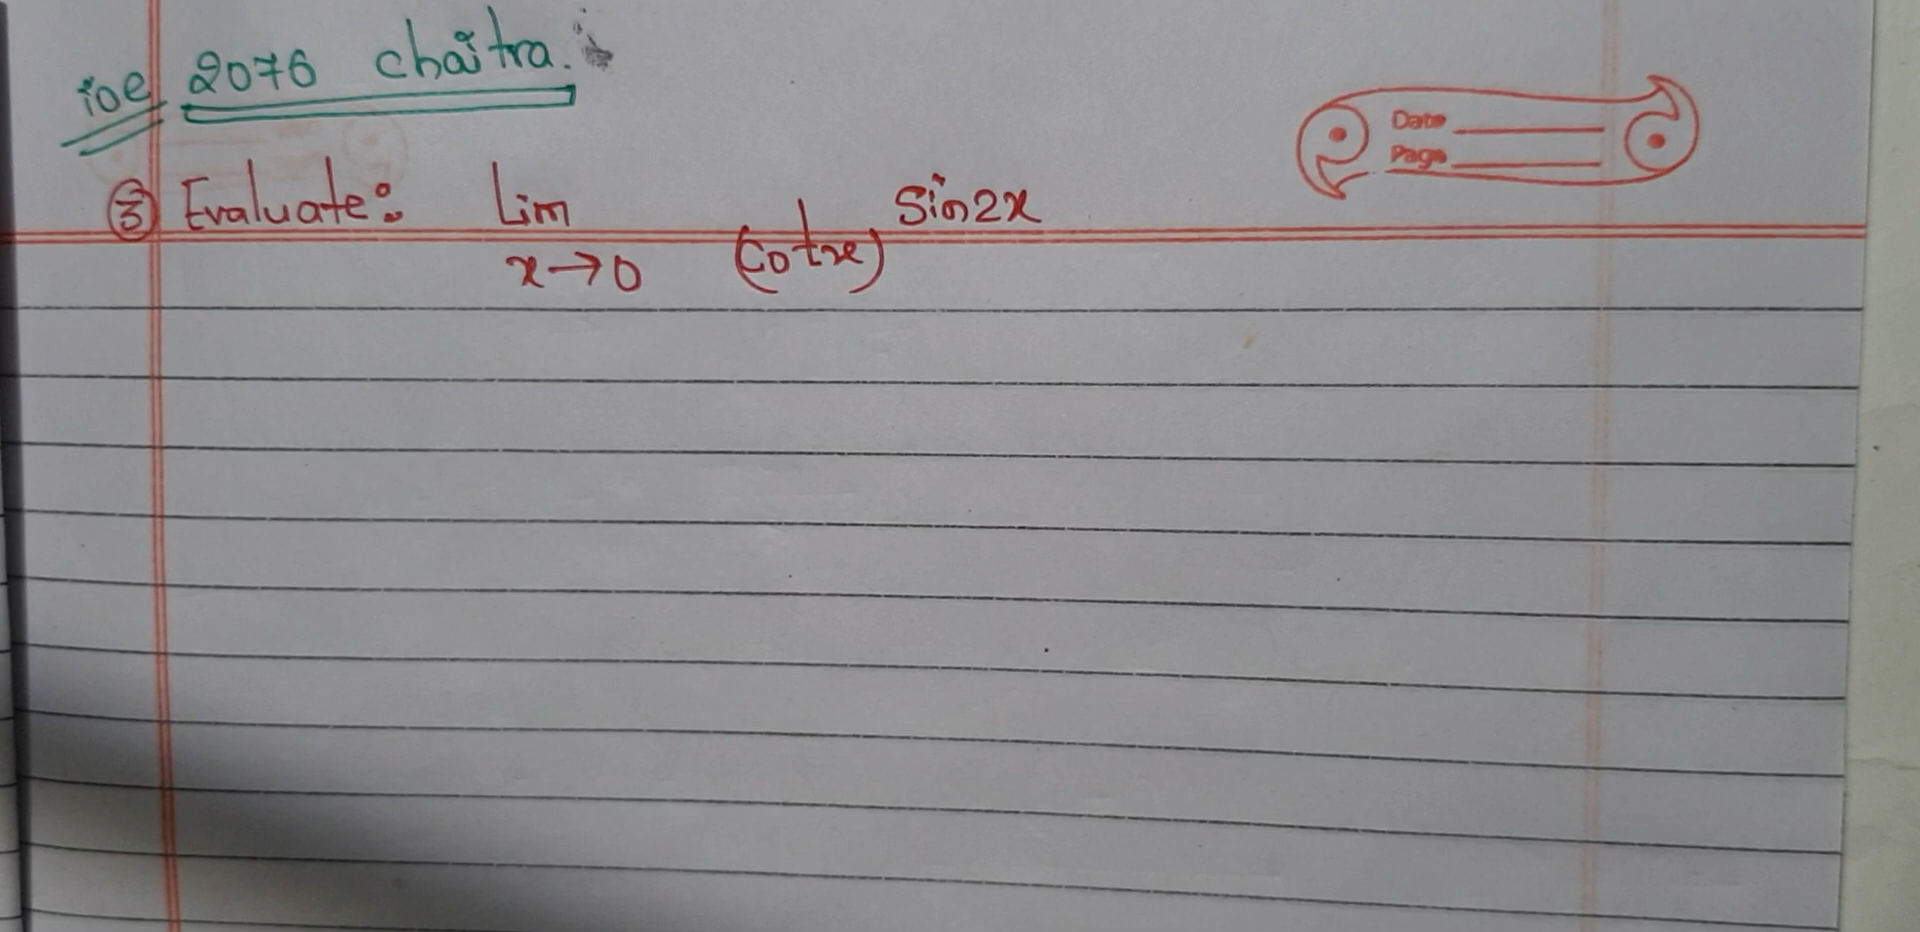 ioe 2076 chaitra.
Date
Page
③ Evaluate: Lim x→0 (cotx)^sin2x